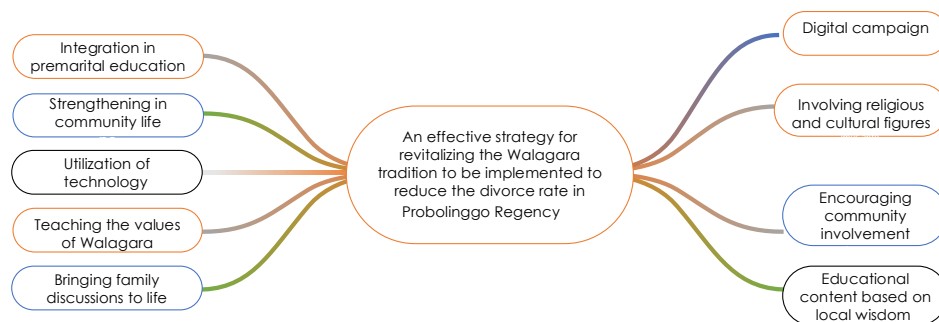 Integration in
premarital education
Strengthening in
community life
Utilization of
technology
Teaching the values
of Walagara
Bringing family
discussions to life
An effective strategy for
revitalizing the Walagara
tradition to be implemented to
reduce the divorce rate in
Probolinggo Regency
Digital campaign
Involving religious
and cultural figures
Encouraging
community
involvement
Educational
content based on
local wisdom